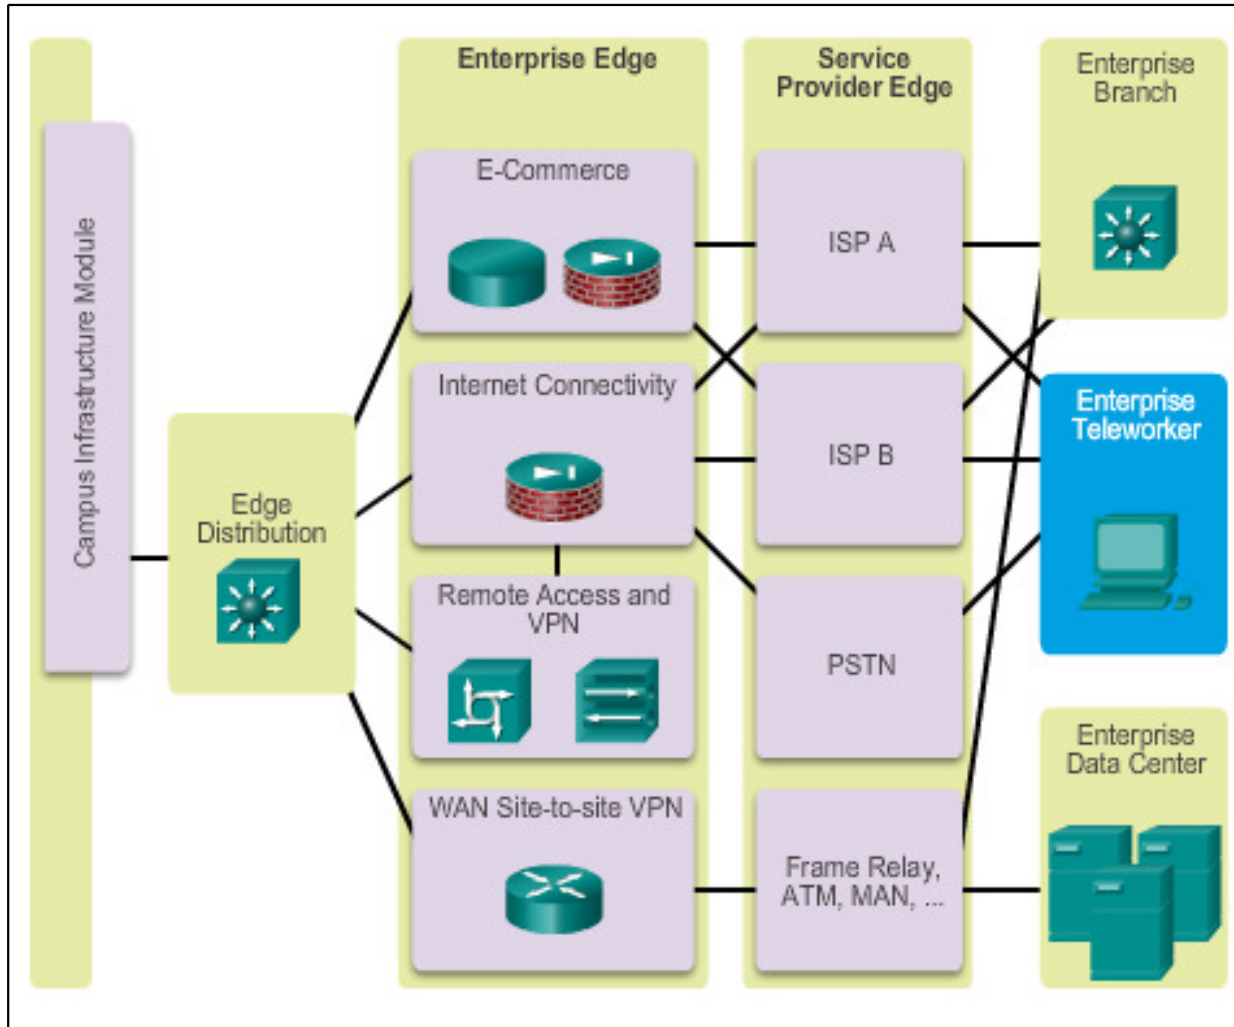 Campus Infrastructure Module
Edge
Distribution
Enterprise Edge
E-Commerce
Internet Connectivity
Remote Access and
VPN
WAN Site-to-site VPN
Service
Provider Edge
ISP A
ISP B
PSTN
Frame Relay,
ATM, MAN, ...
Enterprise
Branch
Enterprise
Teleworker
Enterprise
Data Center